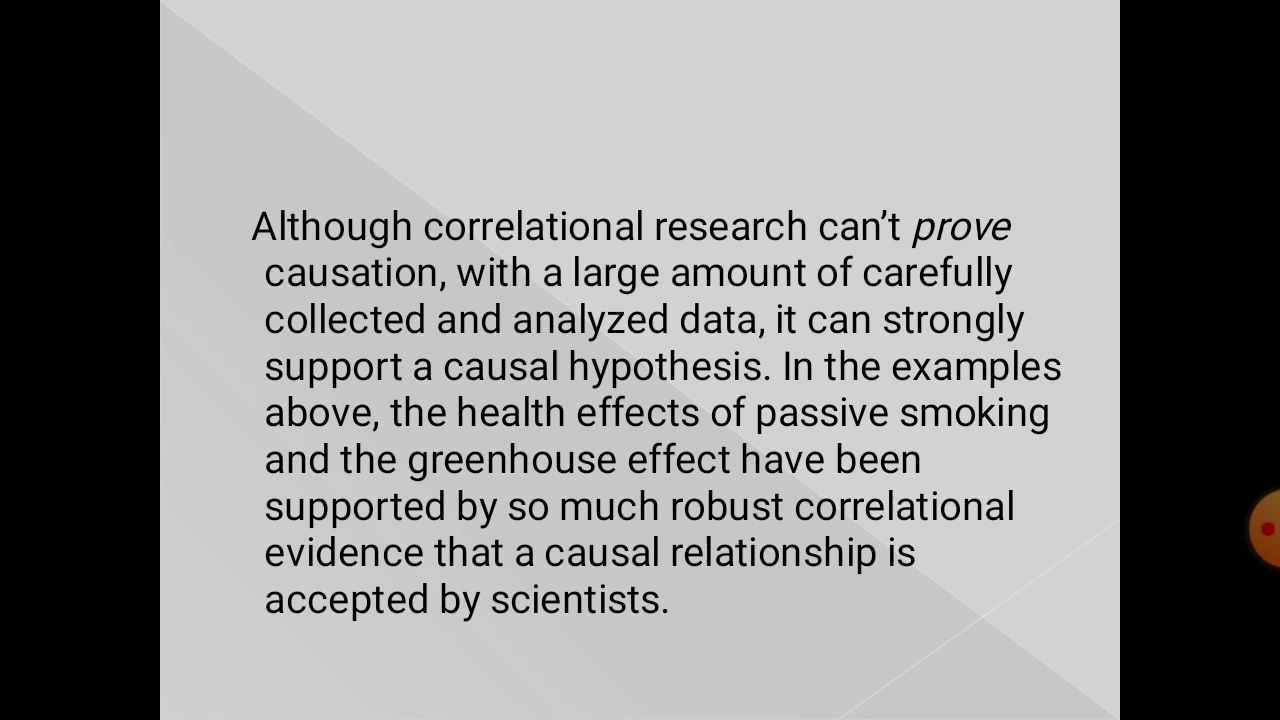 Although correlational research can’t prove
causation, with a large amount of carefully
collected and analyzed data, it can strongly
support a causal hypothesis. In the examples
above, the health effects of passive smoking
and the greenhouse effect have been
supported by so much robust correlational
evidence that a causal relationship is
accepted by scientists.